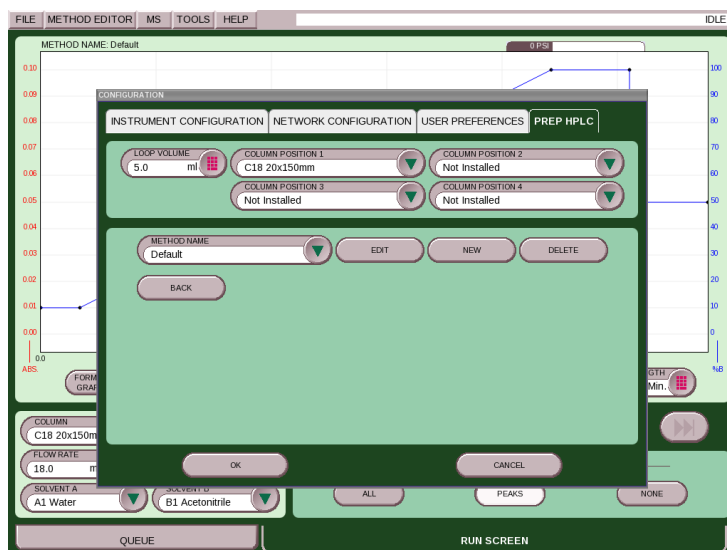 FILE METHOD EDITOR MS TOOLS HELP IDLE
METHOD NAME: Default
0 PSI
0.10
0.09
0.08
0.07
0.06
0.05
0.04
0.03
0.02
0.01
0.00
ABS.
0.0
100
90
80
70
60
50
40
30
20
10
0
%B
CONFIGURATION
INSTRUMENT CONFIGURATION NETWORK CONFIGURATION USER PREFERENCES PREP HPLC
LOOP VOLUME
5.0 ml
COLUMN POSITION 1
C18 20x150mm
COLUMN POSITION 2
Not Installed
COLUMN POSITION 3
Not Installed
COLUMN POSITION 4
Not Installed
METHOD NAME
Default
EDIT NEW DELETE
BACK
OK CANCEL
COLUMN
C18 20x150m
FLOW RATE
18.0 m
SOLVENT A
A1 Water
B1 Acetonitrile
Min.
ALL PEAKS NONE
QUEUE RUN SCREEN